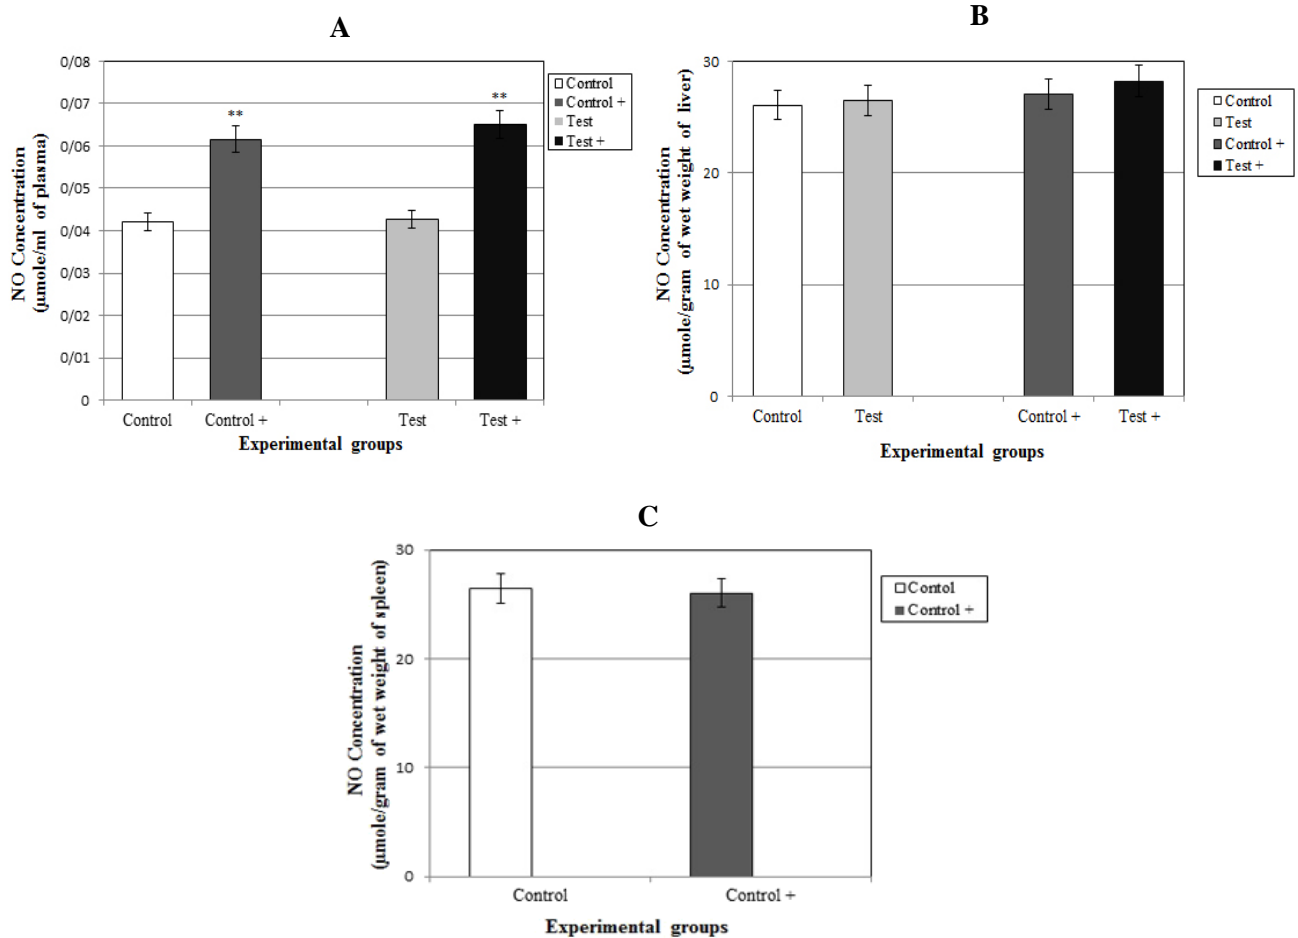 A
NO Concentration
(µmole/ml of plasma)
0/08
0/07
0/06
0/05
0/04
0/03
0/02
0/01
0
**
**
Control
Control +
Test
Test +
Experimental groups
Control
Control +
Test
Test +
B
NO Concentration
(µmole/gram of wet weight of liver)
30
20
10
0
Control
Test
Control +
Test +
Experimental groups
Control
Test
Control +
Test +
C
NO Concentration
(µmole/gram of wet weight of spleen)
30
20
10
0
Control
Control +
Experimental groups
Contol
Control +